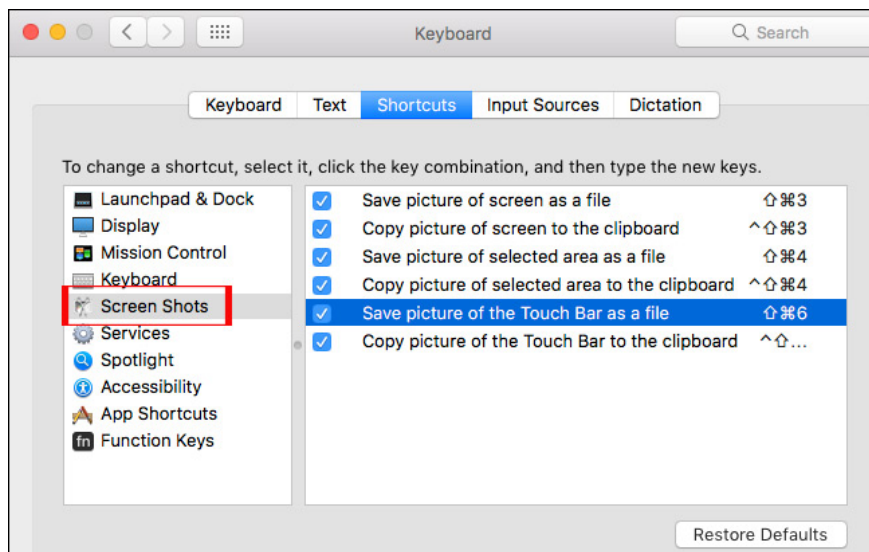 Keyboard
Search
Keyboard Text Shortcuts Input Sources Dictation
To change a shortcut, select it, click the key combination, and then type the new keys.
Launchpad & Dock
Display
Mission Control
Keyboard
Screen Shots
Services
Spotlight
Accessibility
App Shortcuts
fn Function Keys
Save picture of screen as a file ⇧⌘3
Copy picture of screen to the clipboard ^⇧⌘3
Save picture of selected area as a file ⇧⌘4
Copy picture of selected area to the clipboard ^⇧⌘4
Save picture of the Touch Bar as a file ⇧⌘6
Copy picture of the Touch Bar to the clipboard ^⇧...
Restore Defaults